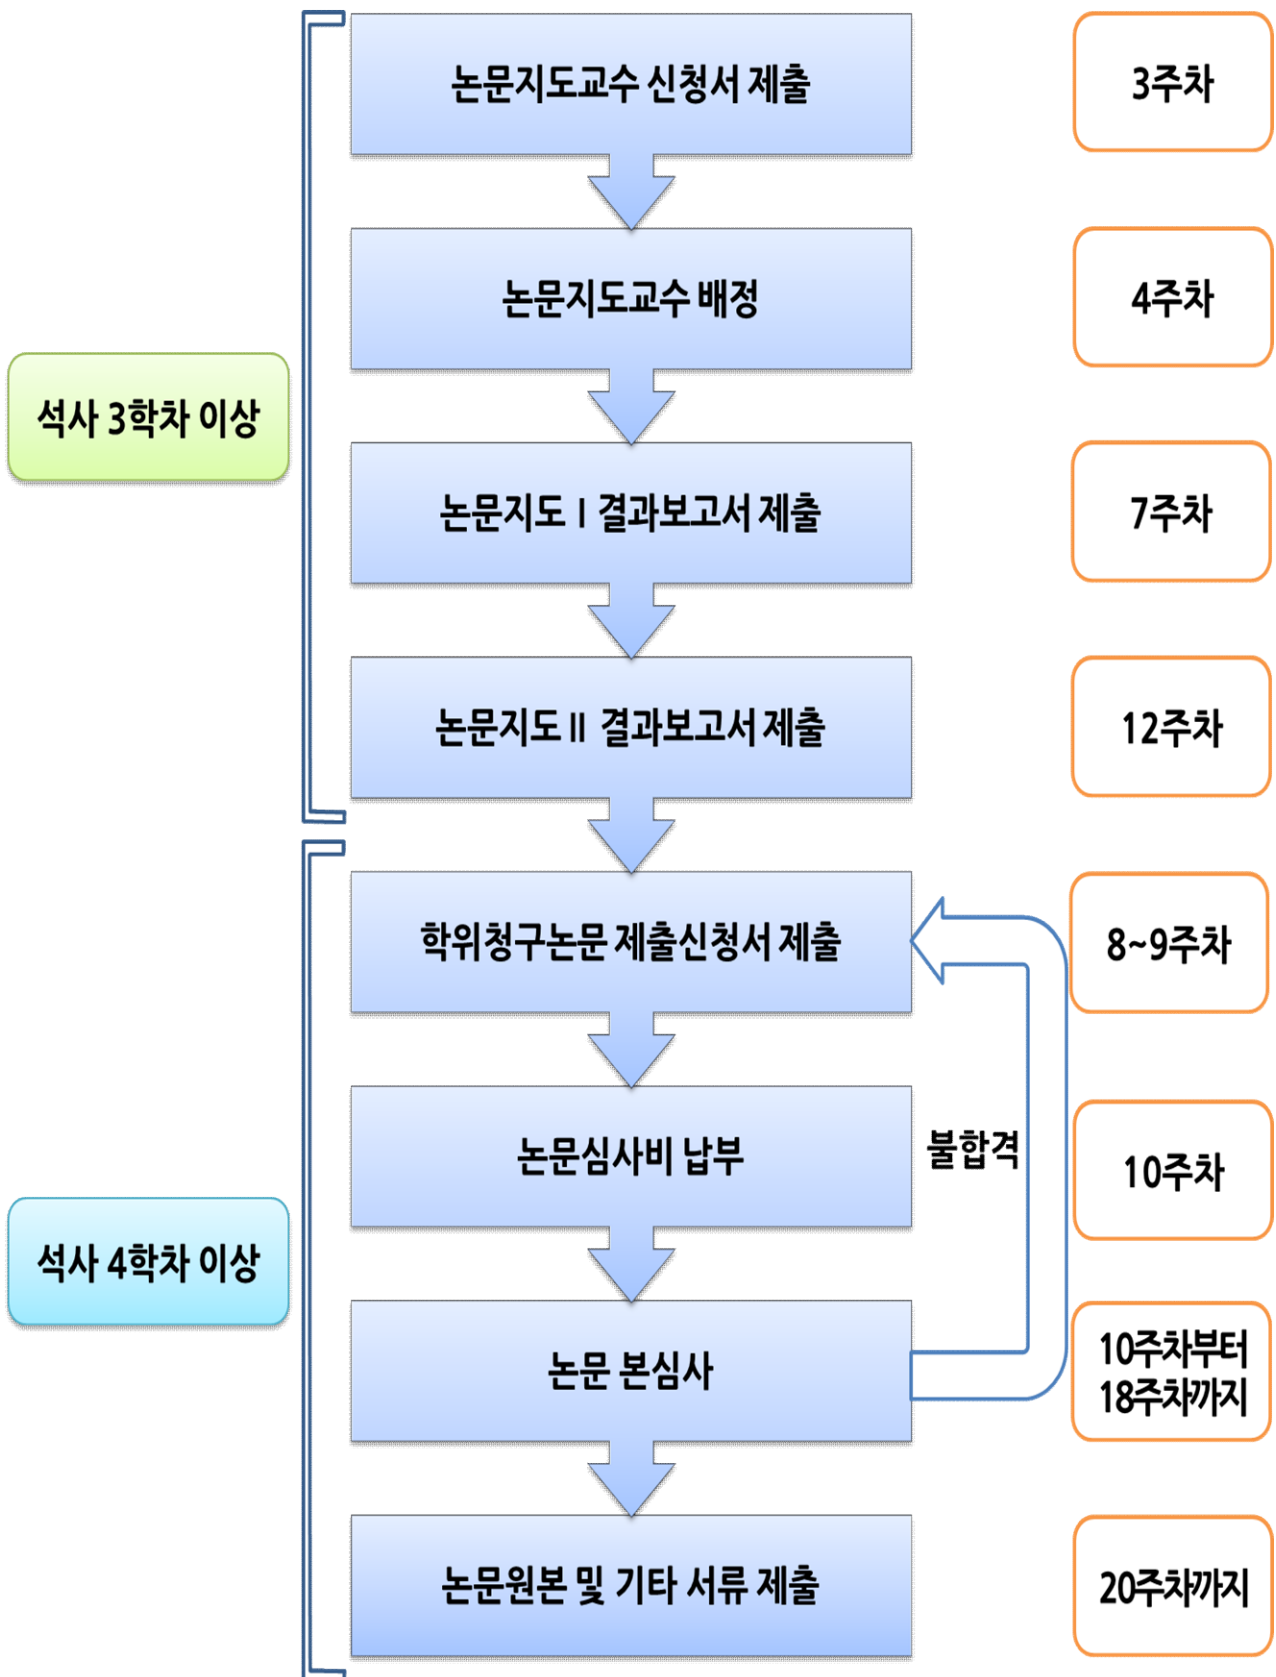 논문지도교수 신청서 제출
3주차
논문지도교수 배정
4주차
석사 3학차 이상
논문지도Ⅰ결과보고서 제출
7주차
논문지도Ⅱ 결과보고서 제출
12주차
학위청구논문 제출신청서 제출
8~9주차
논문심사비 납부
불합격
10주차
석사 4학차 이상
논문 본심사
10주차부터
18주차까지
논문원본 및 기타 서류 제출
20주차까지